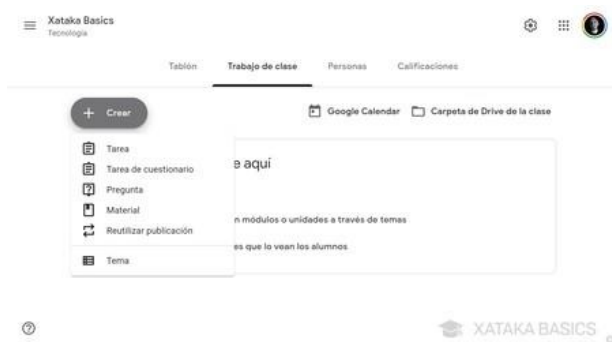 Xataka Basics
Tecnología
Tablón Trabajo de clase Personas Calificaciones
+ Crear
Google Calendar Carpeta de Drive de la clase
Tarea
Tarea de cuestionario
Pregunta
Material
Reutilizar publicación
Tema
e aquí
n módulos o unidades a través de temas
es que lo vean los alumnos
XATAKA BASICS